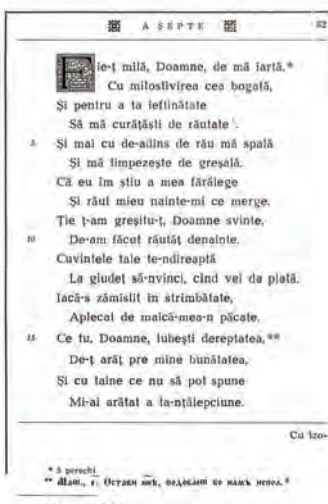 A SEPTE 82
Fie-ț milă, Doamne, de mă iartă.*
Cu milostivirea cea bogată,
Și pentru a ta ieftinătate
Să mă curățăști de răutate
5 Și mai cu de-adins de rău mă spală
Și mă limpezește de greșală.
Că eu îm știu a mea fărălege
Și răul mieu nainte-mi ce merge.
Ție ț-am greșitu-ț, Doamne svinte,
10 De-am făcut răutăț denainte.
Cuvintele tale te-ndireaptă
La giudeț să-nvinci, cînd vei da plată.
Iacă-s zămislit în strîmbătate,
Aplecat de maică-mea-n păcate.
15 Ce tu, Doamne, iubești dereptatea,**
De-ț arăț pre mine bunătatea,
Și cu taine ce nu să pot spune
Mi-ai arătat a ta-nțălepciune.
Cu izo-
* 3 perechi
** dlam.,